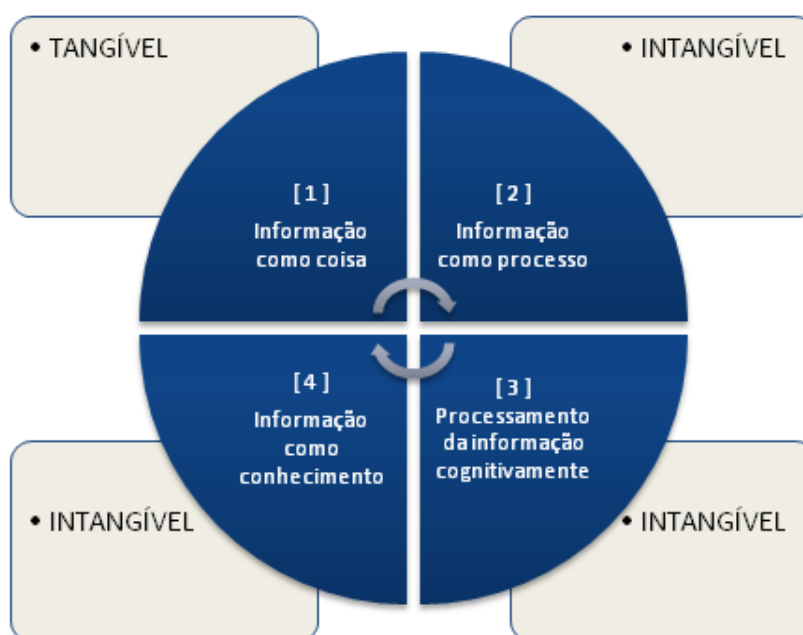 • TANGÍVEL
• INTANGÍVEL
[ 1 ]
Informação
como coisa
[ 2 ]
Informação
como processo
[ 4 ]
Informação
como
conhecimento
[ 3 ]
Processamento
da informação
cognitivamente
• INTANGÍVEL
• INTANGÍVEL